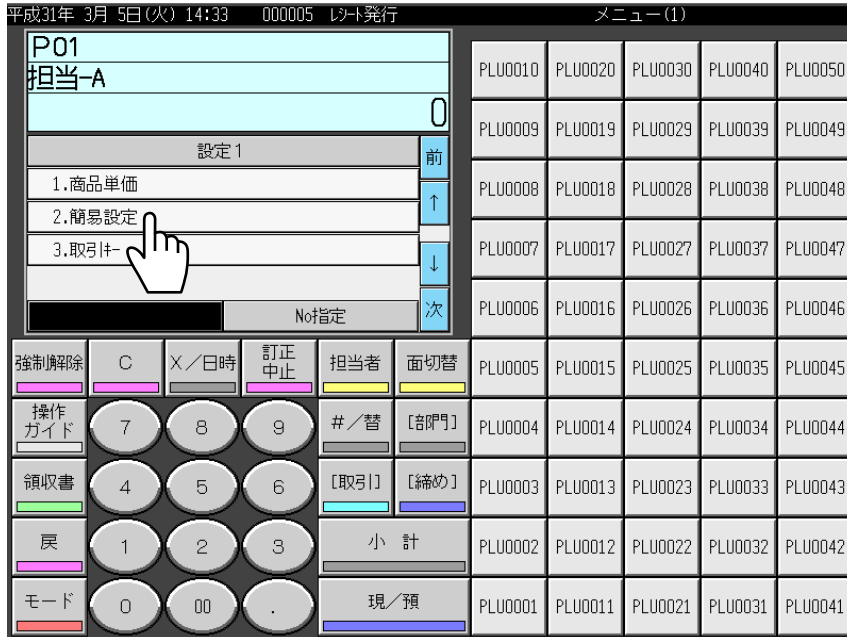 平成31年 3月 5日(火) 14:33 000005 レシート発行 メニュー(1)
P01
担当-A
0
設定1
前
1.商品単価
↑
2.簡易設定
3.取引キー
↓
No指定
次
強制解除 C X/日時 訂正中止 担当者 面切替
操作ガイド 7 8 9 #/替 [部門]
領収書 4 5 6 [取引] [締め]
戻 1 2 3 小 計
モード 0 00 . 現/預
PLU0010 PLU0020 PLU0030 PLU0040 PLU0050
PLU0009 PLU0019 PLU0029 PLU0039 PLU0049
PLU0008 PLU0018 PLU0028 PLU0038 PLU0048
PLU0007 PLU0017 PLU0027 PLU0037 PLU0047
PLU0006 PLU0016 PLU0026 PLU0036 PLU0046
PLU0005 PLU0015 PLU0025 PLU0035 PLU0045
PLU0004 PLU0014 PLU0024 PLU0034 PLU0044
PLU0003 PLU0013 PLU0023 PLU0033 PLU0043
PLU0002 PLU0012 PLU0022 PLU0032 PLU0042
PLU0001 PLU0011 PLU0021 PLU0031 PLU0041